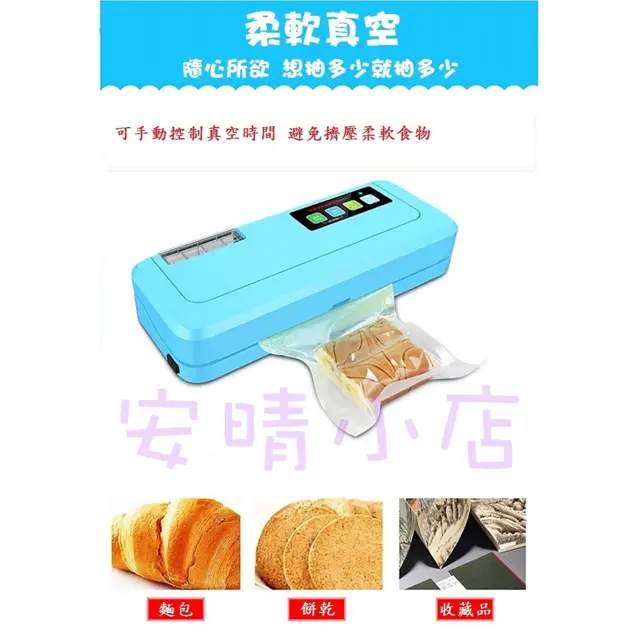 柔軟真空
隨心所欲 想抽多少就抽多少
可手動控制真空時間 避免擠壓柔軟食物
安晴小店
麵包
餅乾
收藏品